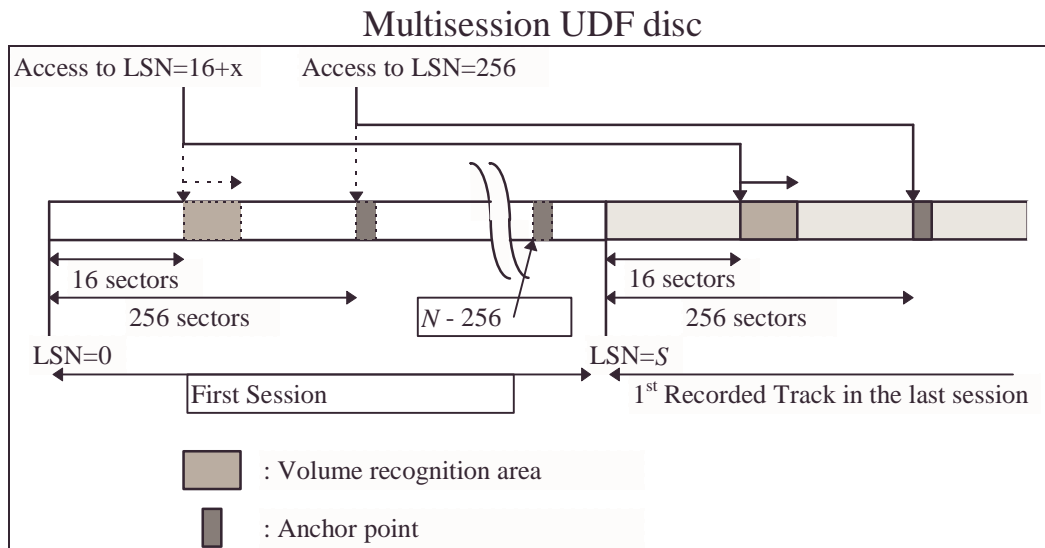 Multisession UDF disc
Access to LSN=16+x
Access to LSN=256
16 sectors
16 sectors
256 sectors
N - 256
256 sectors
LSN=0
LSN=S
First Session
1st Recorded Track in the last session
: Volume recognition area
: Anchor point